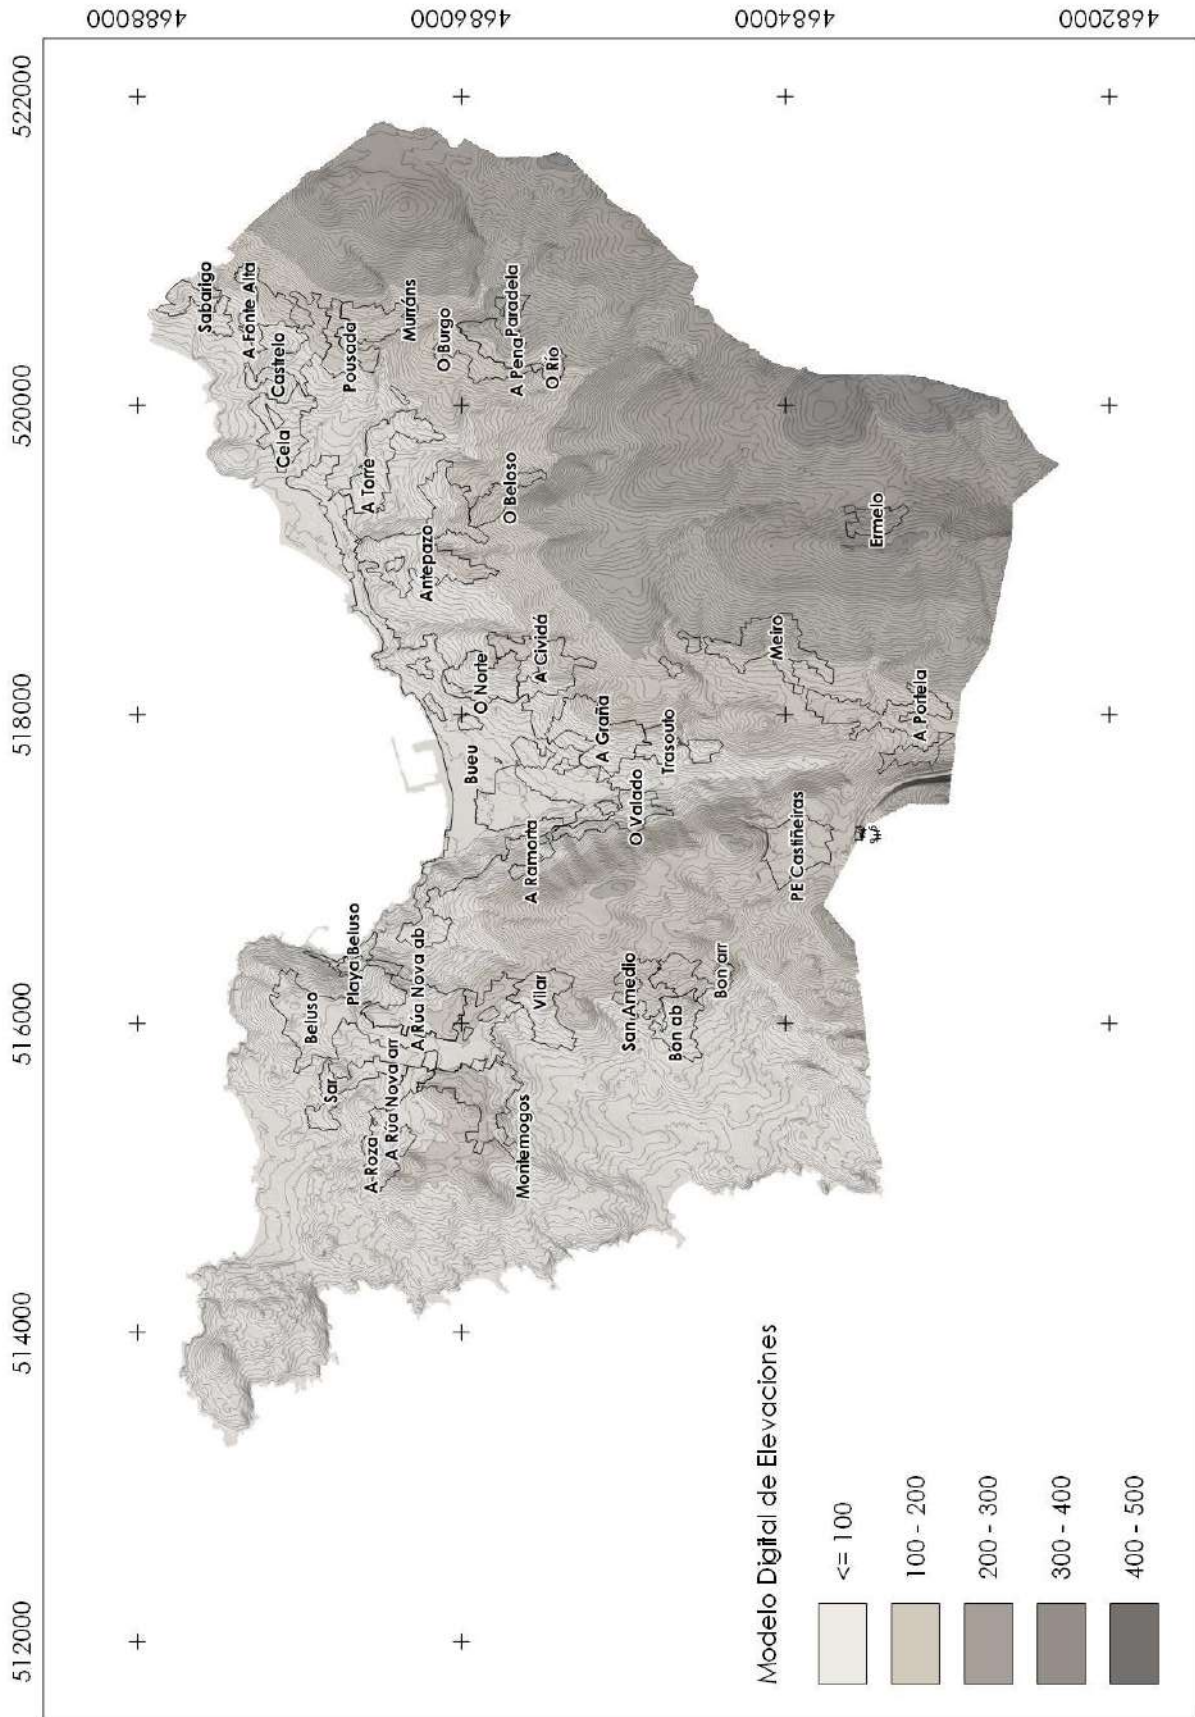 512000
514000
516000
518000
520000
522000
4688000
4686000
4684000
4682000
Sabarigo
A Fonte Alta
Castrelo
Cela
Beluso
Sar
Pousada
Playa Beluso
A Torre
A Roza
A Rúa Nova arr
Murráns
A Rúa Nova ab
Antepazo
O Burgo
Bueu
O Norte
O Beloso
Paradela
A Pena
Montemogos
A Ramorta
Vilar
A Cividá
O Río
A Graña
San Amedio
O Valado
Trasouto
Bon ab
Bon arr
Meiro
PE Castiñeiras
Ermelo
A Portela
Modelo Digital de Elevaciones
<= 100
100 - 200
200 - 300
300 - 400
400 - 500